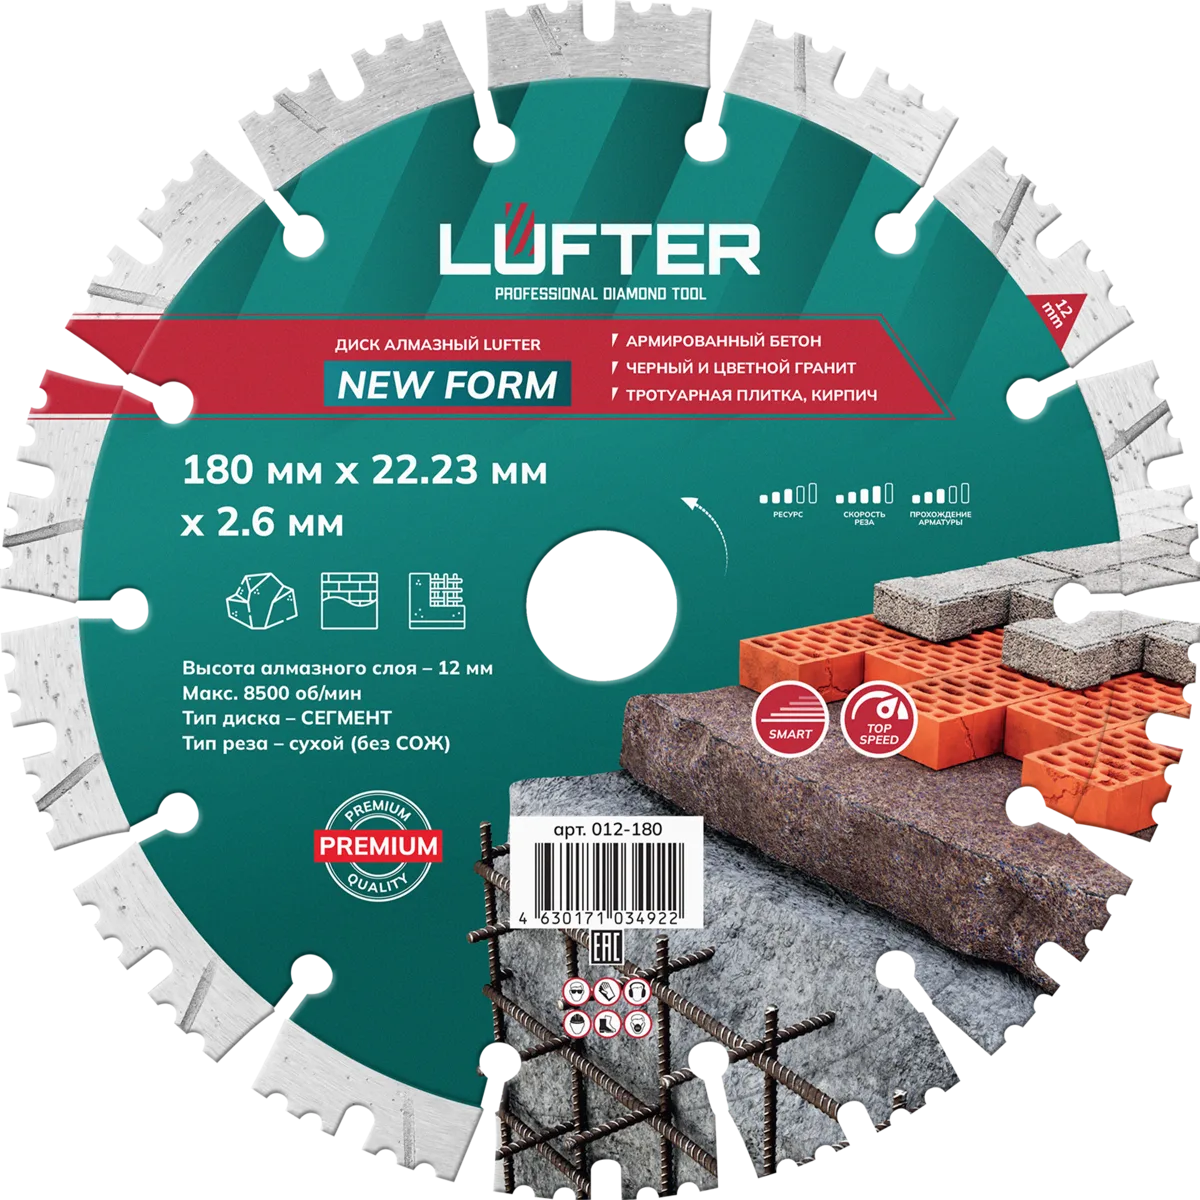 LUFTER
PROFESSIONAL DIAMOND TOOL
12
mm
ДИСК АЛМАЗНЫЙ LUFTER
NEW FORM
АРМИРОВАННЫЙ БЕТОН
ЧЕРНЫЙ И ЦВЕТНОЙ ГРАНИТ
ТРОТУАРНАЯ ПЛИТКА, КИРПИЧ
180 мм x 22.23 мм
x 2.6 мм
РЕСУРС
СКОРОСТЬ
РЕЗА
ПРОХОЖДЕНИЕ
АРМАТУРЫ
Высота алмазного слоя – 12 мм
Макс. 8500 об/мин
Тип диска – СЕГМЕНТ
Тип реза – сухой (без СОЖ)
SMART
TOP
SPEED
PREMIUM
PREMIUM
QUALITY
арт. 012-180
4 630171 034922
EAC